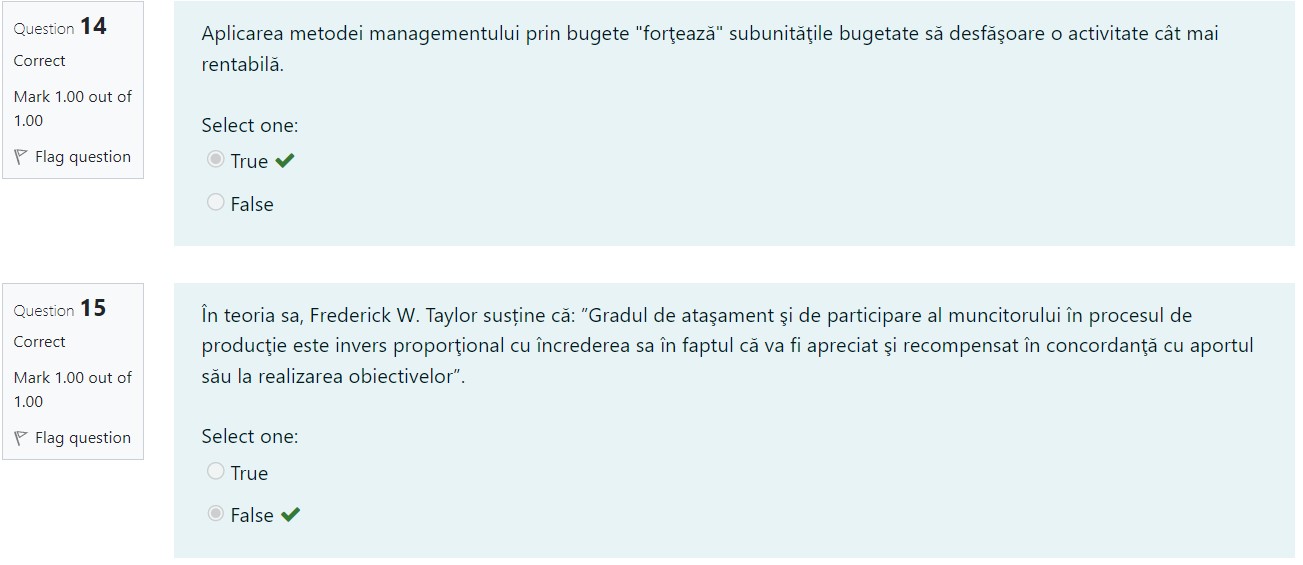 Question 14
Correct
Mark 1.00 out of
1.00
Flag question
Aplicarea metodei managementului prin bugete "forţează" subunităţile bugetate să desfăşoare o activitate cât mai
rentabilă.
Select one:
True
False
Question 15
Correct
Mark 1.00 out of
1.00
Flag question
În teoria sa, Frederick W. Taylor susține că: ”Gradul de ataşament şi de participare al muncitorului în procesul de
producţie este invers proporţional cu încrederea sa în faptul că va fi apreciat şi recompensat în concordanţă cu aportul
său la realizarea obiectivelor”.
Select one:
True
False